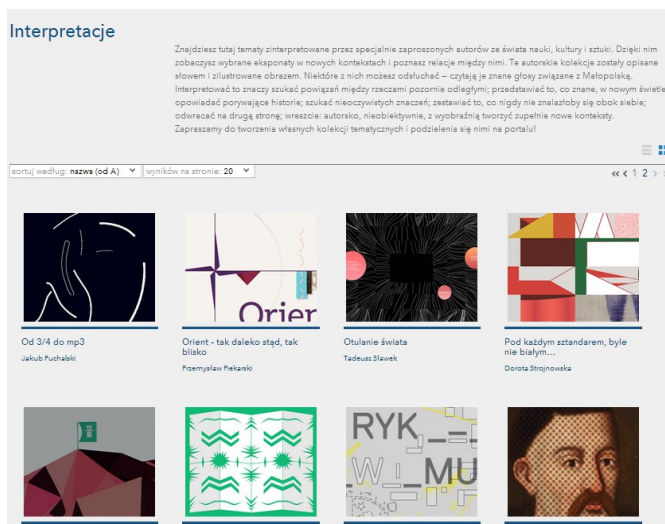 Interpretacje
Znajdziesz tutaj tematy zinterpretowane przez specjalnie zaproszonych autorów ze świata nauki, kultury i sztuki. Dzięki nim
zobaczysz wybrane eksponaty w nowych kontekstach i poznasz relacje między nimi. Te autorskie kolekcje zostały opisane
słowem i zilustrowane obrazem. Niektóre z nich możesz odsłuchać – czytają je znane głosy związane z Małopolską.
Interpretować to znaczy szukać powiązań między rzeczami pozornie odległymi; przedstawiać to, co znane, w nowym świetle
opowiadać porywające historie; szukać nieoczywistych znaczeń; zestawiać to, co nigdy nie znalazłoby się obok siebie;
odwracać na drugą stronę; wreszcie: autorsko, nieobiektywnie, z wyobraźnią tworzyć zupełnie nowe konteksty.
Zapraszamy do tworzenia własnych kolekcji tematycznych i podzielenia się nimi na portalu!
sortuj według: nazwa (od A) wyników na stronie: 20 « ‹ 1 2 ›
Orier
Od 3/4 do mp3
Jakub Puchalski
Orient - tak daleko stąd, tak
blisko
Przemysław Piekarski
Otulanie świata
Tadeusz Sławek
Pod każdym sztandarem, byle
nie białym...
Dorota Strojnowska
RYK
W MU